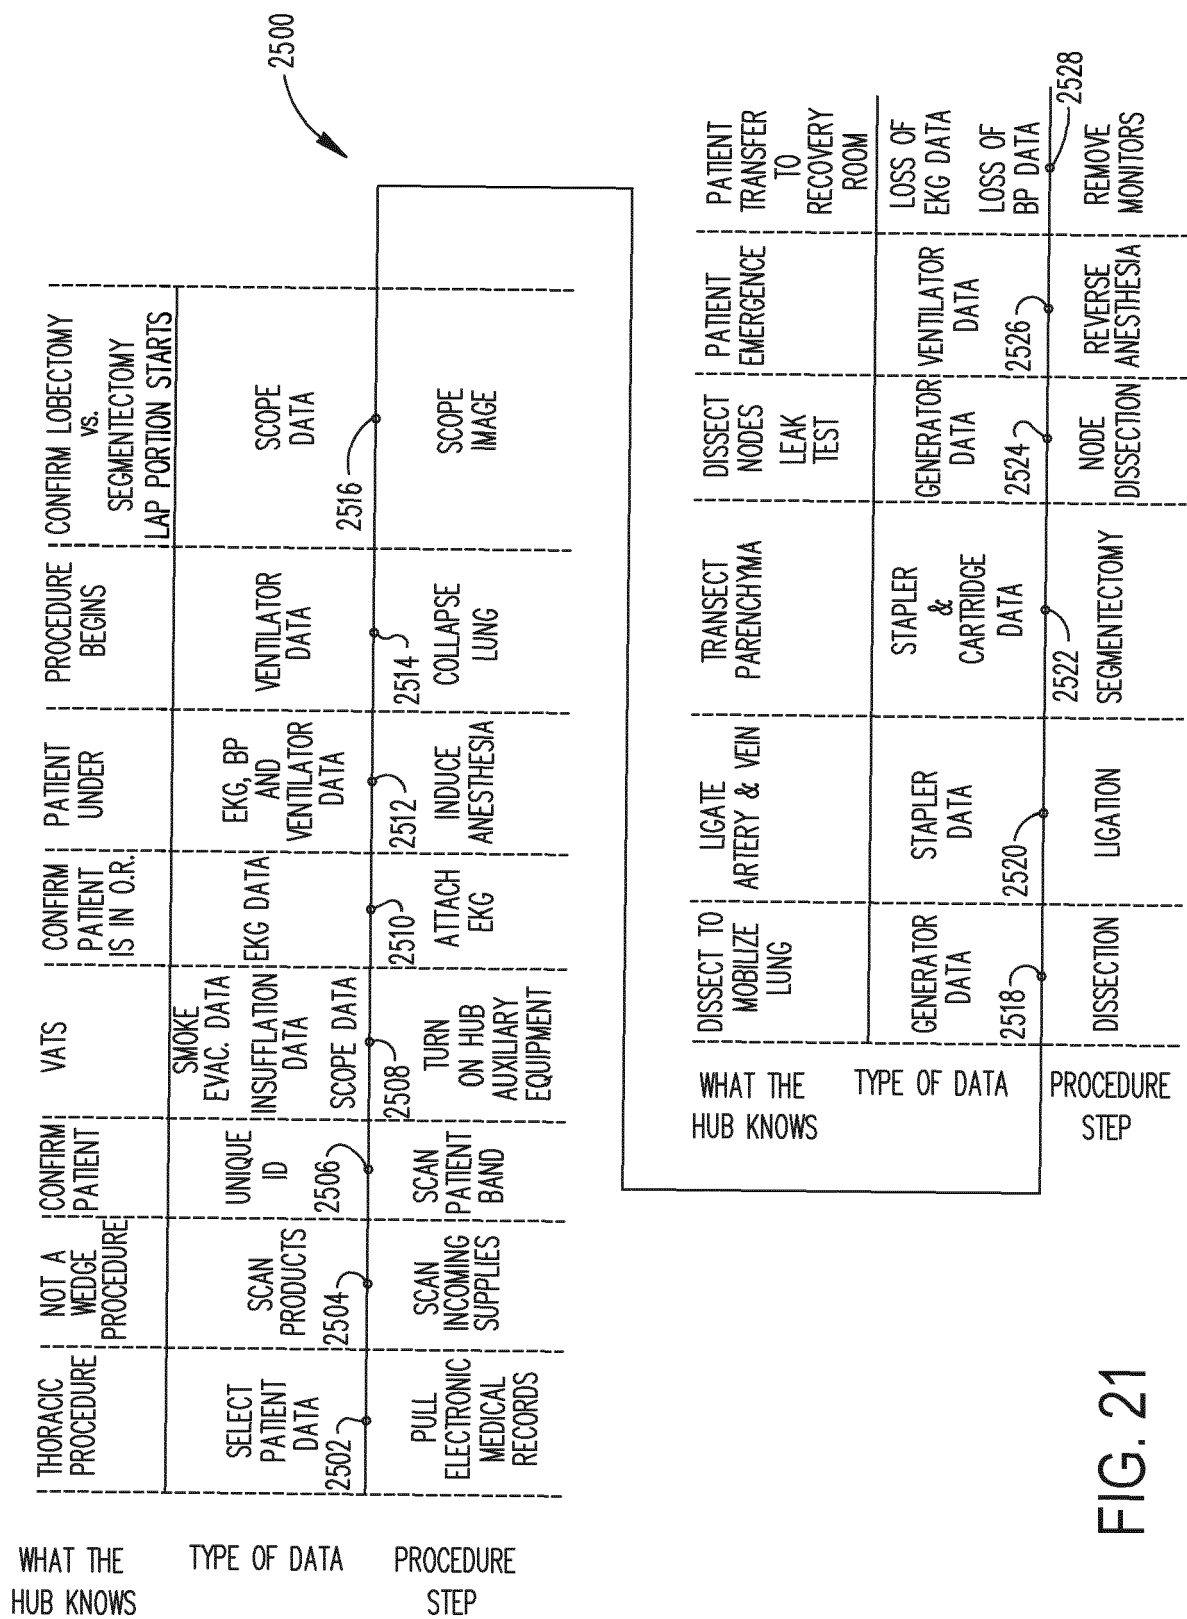 2500
WHAT THE
HUB KNOWS
THORACIC
PROCEDURE
NOT A
WEDGE
PROCEDURE
CONFIRM
PATIENT
VATS
CONFIRM
PATIENT
IS IN O.R.
PATIENT
UNDER
PROCEDURE
BEGINS
CONFIRM LOBECTOMY
vs.
SEGMENTECTOMY
LAP PORTION STARTS
TYPE OF DATA
SELECT
PATIENT
DATA
SCAN
PRODUCTS
UNIQUE
ID
SMOKE
EVAC. DATA
INSUFFLATION
DATA
SCOPE DATA
EKG DATA
EKG, BP
AND
VENTILATOR
DATA
VENTILATOR
DATA
SCOPE
DATA
2502
2504
2506
2508
2510
2512
2514
2516
PROCEDURE
STEP
PULL
ELECTRONIC
MEDICAL
RECORDS
SCAN
INCOMING
SUPPLIES
SCAN
PATIENT
BAND
TURN
ON HUB
AUXILIARY
EQUIPMENT
ATTACH
EKG
INDUCE
ANESTHESIA
COLLAPSE
LUNG
SCOPE
IMAGE
WHAT THE
HUB KNOWS
DISSECT TO
MOBILIZE
LUNG
LIGATE
ARTERY & VEIN
TRANSECT
PARENCHYMA
DISSECT
NODES
LEAK
TEST
PATIENT
EMERGENCE
PATIENT
TRANSFER
TO
RECOVERY
ROOM
TYPE OF DATA
GENERATOR
DATA
STAPLER
DATA
STAPLER
&
CARTRIDGE
DATA
GENERATOR
DATA
VENTILATOR
DATA
LOSS OF
EKG DATA
LOSS OF
BP DATA
2518
2520
2522
2524
2526
2528
PROCEDURE
STEP
DISSECTION
LIGATION
SEGMENTECTOMY
NODE
DISSECTION
REVERSE
ANESTHESIA
REMOVE
MONITORS
FIG. 21